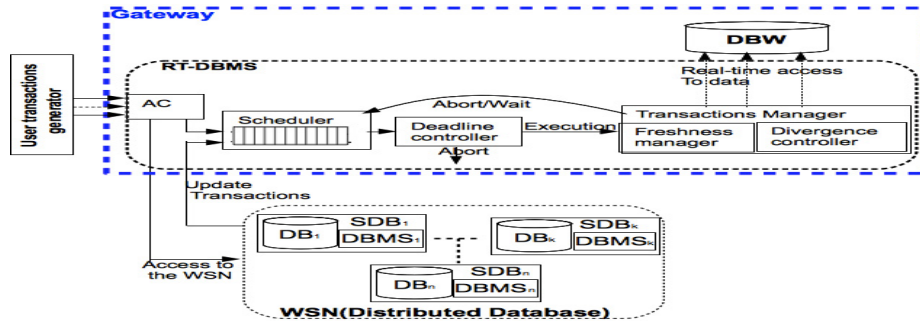 Gateway
DBW
RT-DBMS
Real-time access
To data
User transactions
generator
AC
Abort/Wait
Scheduler
Transactions Manager
Deadline
controller
Execution
Freshness
manager
Divergence
controller
Abort
Update
Transactions
SDB₁
DB₁
DBMS₁
SDBₖ
DBₖ
DBMSₖ
Access to
the WSN
SDBₙ
DBₙ
DBMSₙ
WSN(Distributed Database)